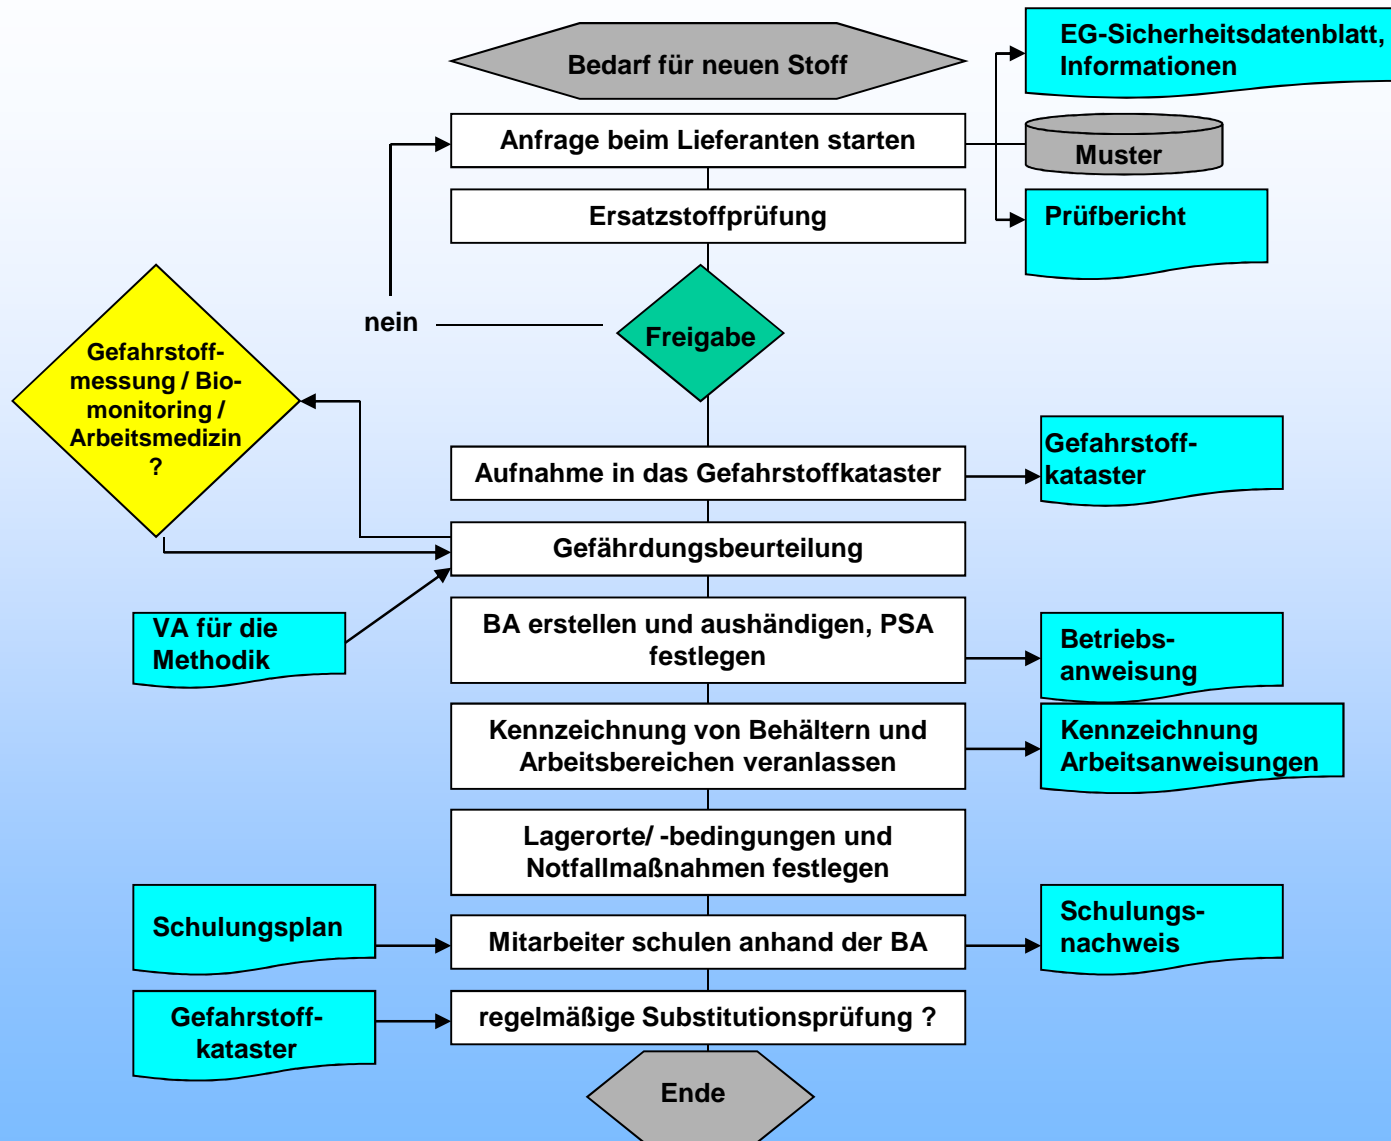 Bedarf für neuen Stoff
EG-Sicherheitsdatenblatt,
Informationen
Anfrage beim Lieferanten starten
Muster
Ersatzstoffprüfung
Prüfbericht
nein
Freigabe
Gefahrstoff-
messung / Bio-
monitoring /
Arbeitsmedizin
?
Aufnahme in das Gefahrstoffkataster
Gefahrstoff-
kataster
Gefährdungsbeurteilung
VA für die
Methodik
BA erstellen und aushändigen, PSA
festlegen
Betriebs-
anweisung
Kennzeichnung von Behältern und
Arbeitsbereichen veranlassen
Kennzeichnung
Arbeitsanweisungen
Lagerorte/ -bedingungen und
Notfallmaßnahmen festlegen
Schulungsplan
Mitarbeiter schulen anhand der BA
Schulungs-
nachweis
Gefahrstoff-
kataster
regelmäßige Substitutionsprüfung ?
Ende